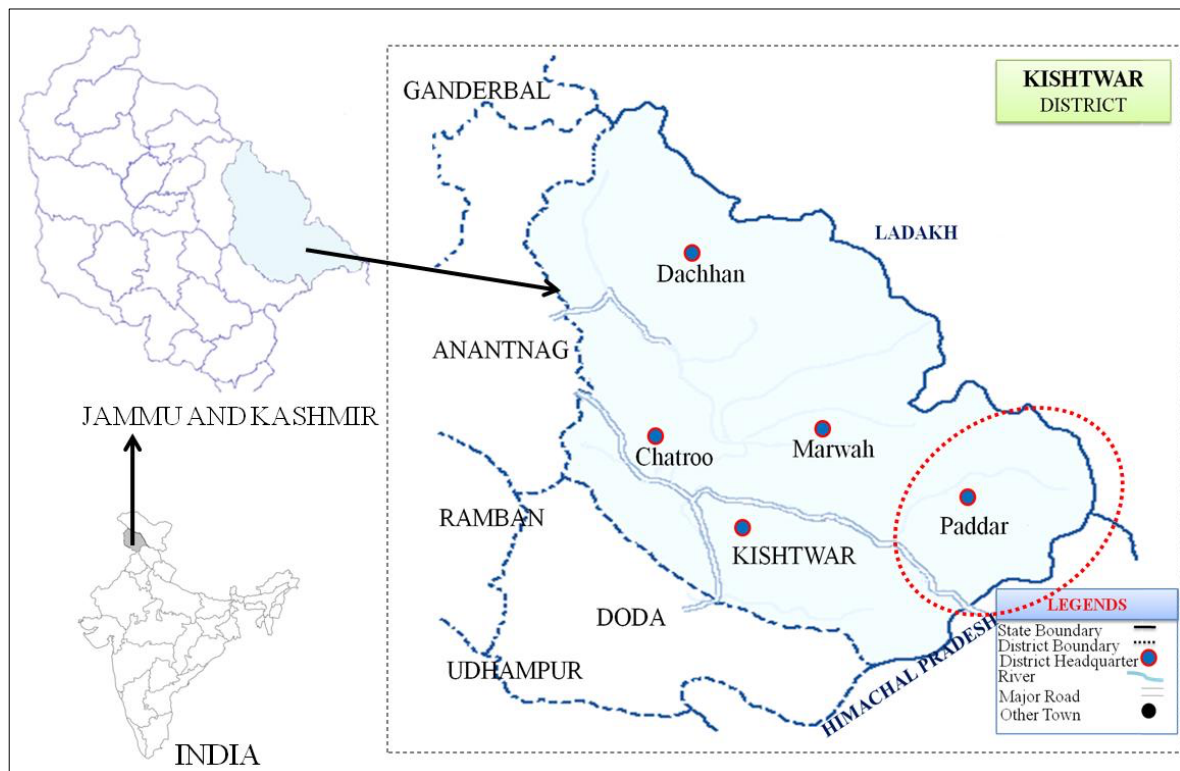 GANDERBAL
KISHTWAR
DISTRICT
LADAKH
Dachhan
ANANTNAG
JAMMU AND KASHMIR
Chatroo
Marwah
RAMBAN
Paddar
KISHTWAR
DODA
UDHAMPUR
HIMACHAL PRADESH
LEGENDS
State Boundary
District Boundary
District Headquarter
River
Major Road
Other Town
INDIA